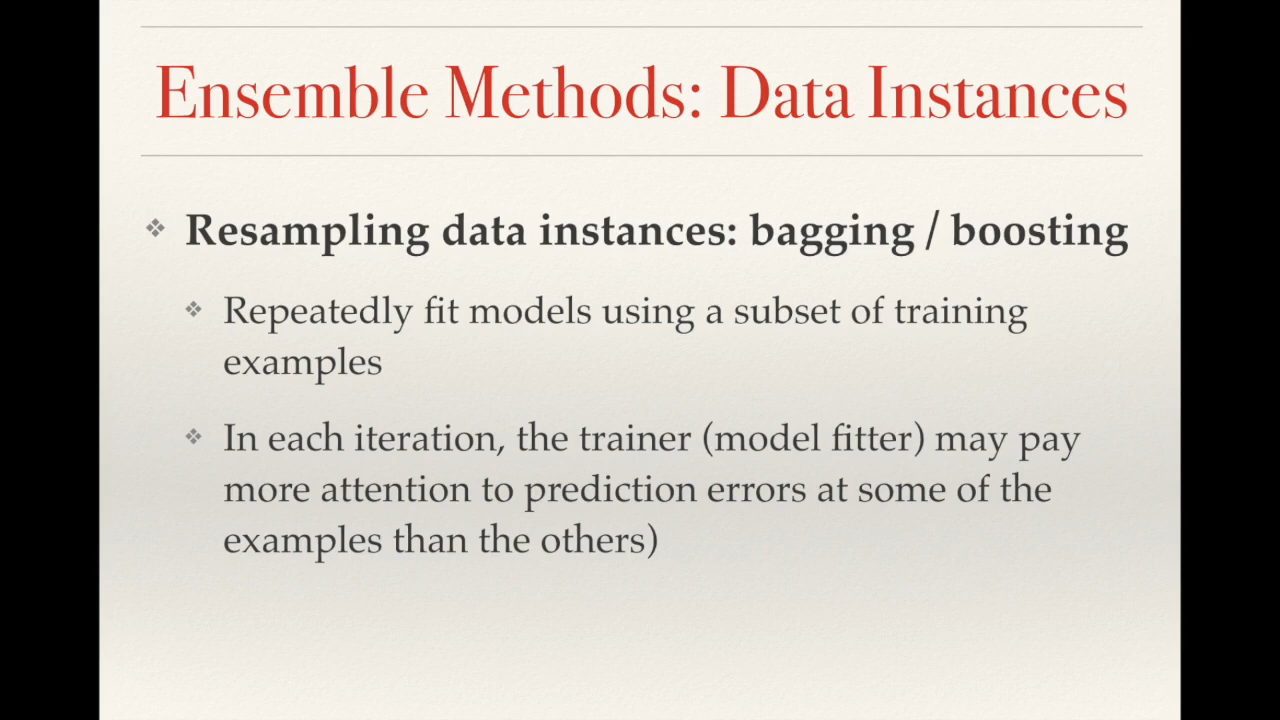 Ensemble Methods: Data Instances
Resampling data instances: bagging / boosting
Repeatedly fit models using a subset of training
examples
In each iteration, the trainer (model fitter) may pay
more attention to prediction errors at some of the
examples than the others)